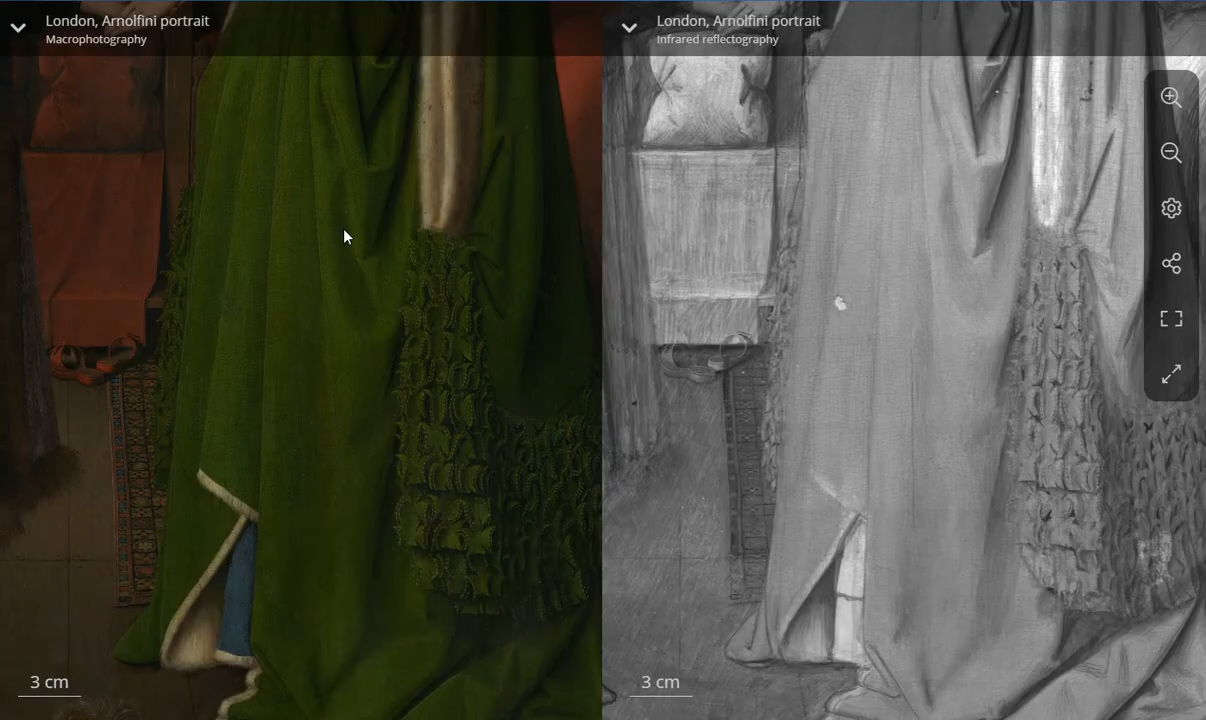 London, Arnolfini portrait
Macrophotography
London, Arnolfini portrait
Infrared reflectography
3 cm
3 cm